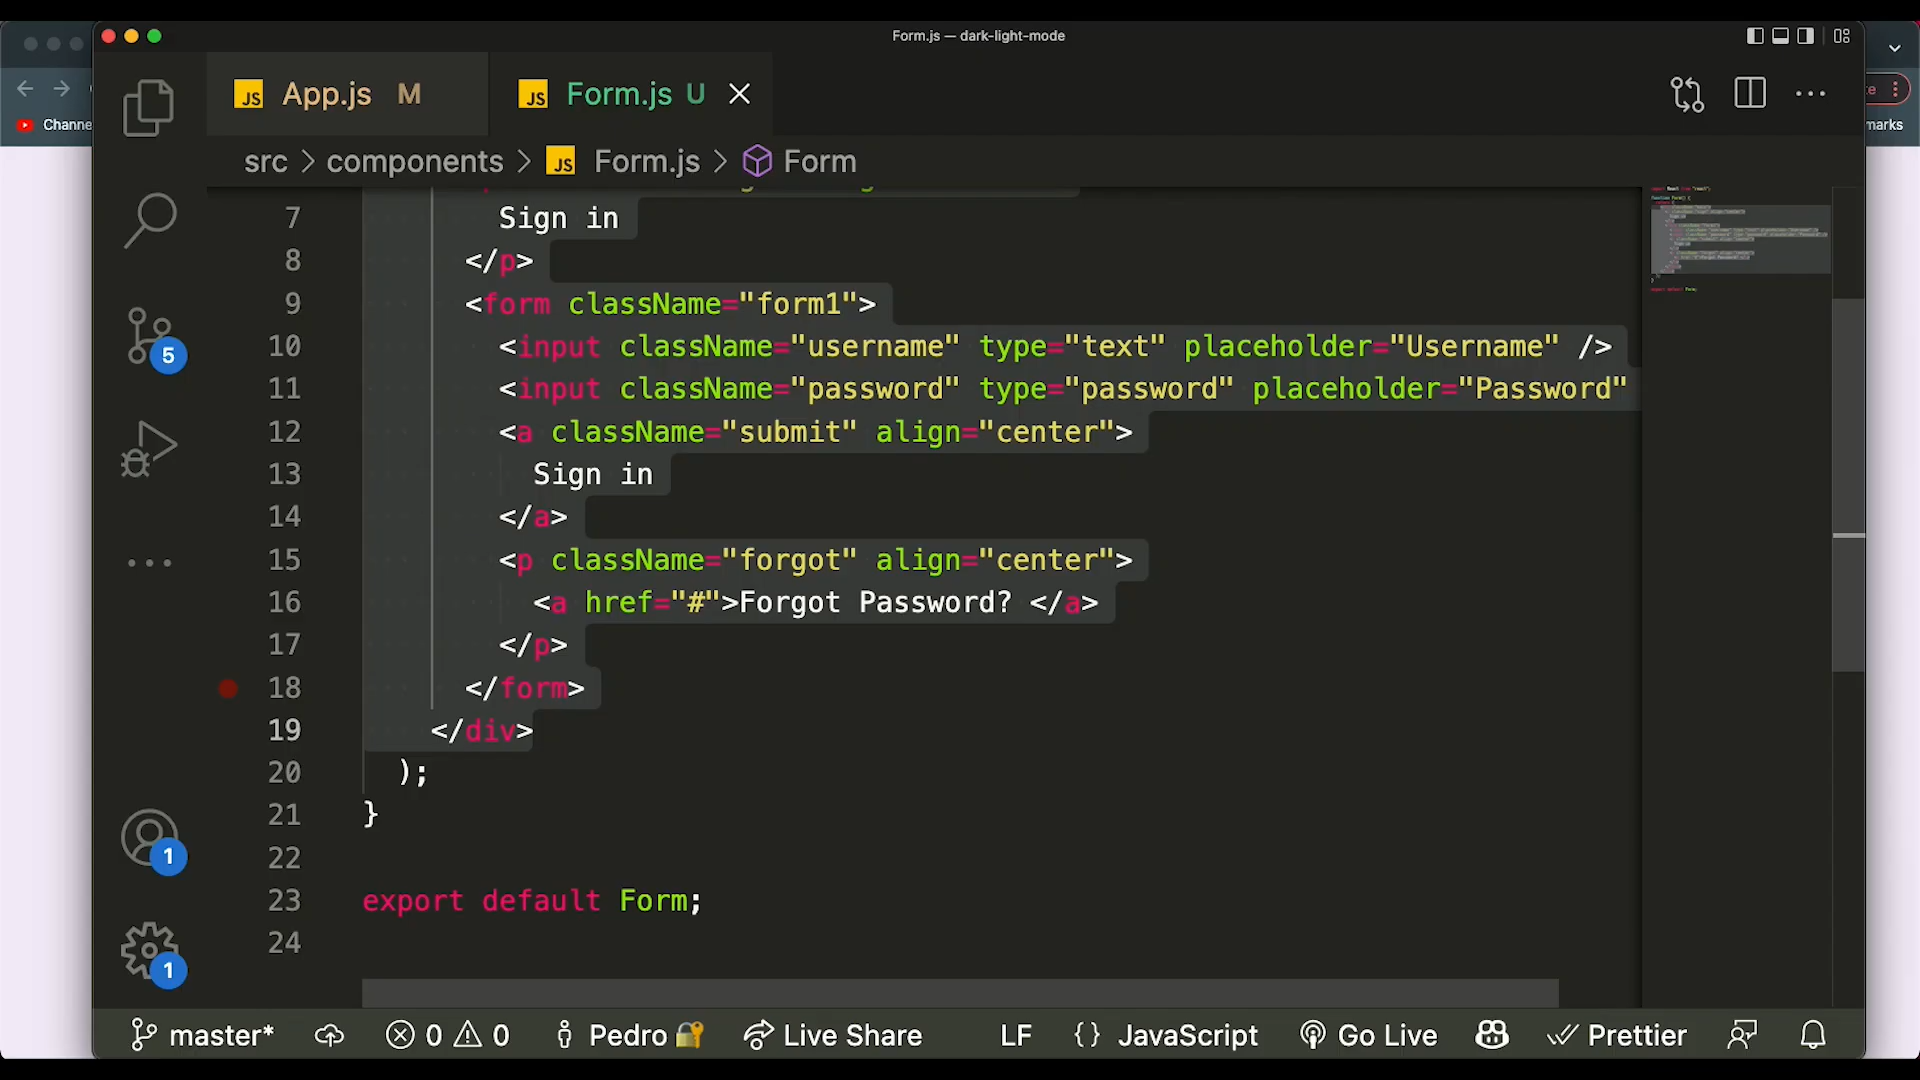 Form.js — dark-light-mode
JS App.js M
JS Form.js U
Channe
marks
src > components > JS Form.js > Form
7 Sign in
8 </p>
9 <form className="form1">
10 <input className="username" type="text" placeholder="Username" />
11 <input className="password" type="password" placeholder="Password"
12 <a className="submit" align="center">
13 Sign in
14 </a>
15 <p className="forgot" align="center">
16 <a href="#">Forgot Password? </a>
17 </p>
18 </form>
19 </div>
20 );
21 }
22
23 export default Form;
24
5
1
1
master* 0 0 Pedro Live Share LF {} JavaScript Go Live Prettier